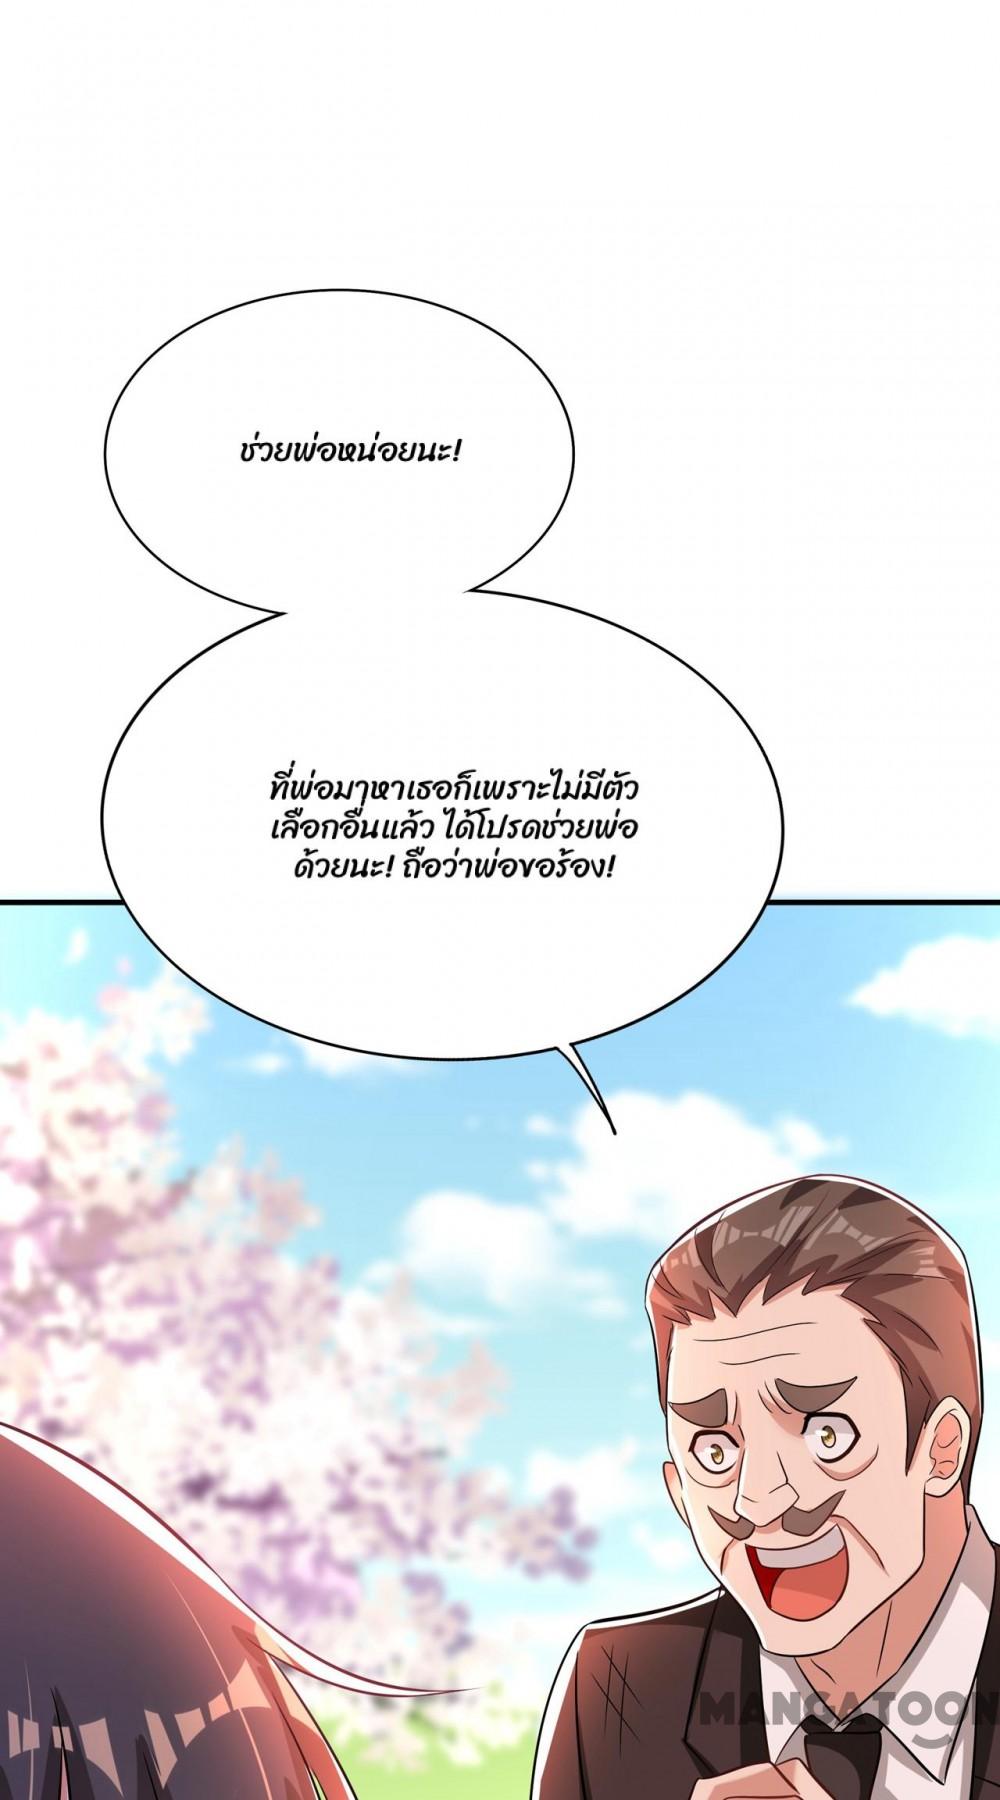 ช่วยพ่อหน่อยนะ!
ที่พ่อมาหาเธอก็เพราะไม่มีตัว
เลือกอื่นแล้ว ได้โปรดช่วยพ่อ
ด้วยนะ! ถือว่าพ่อขอร้อง!
MANGATOON